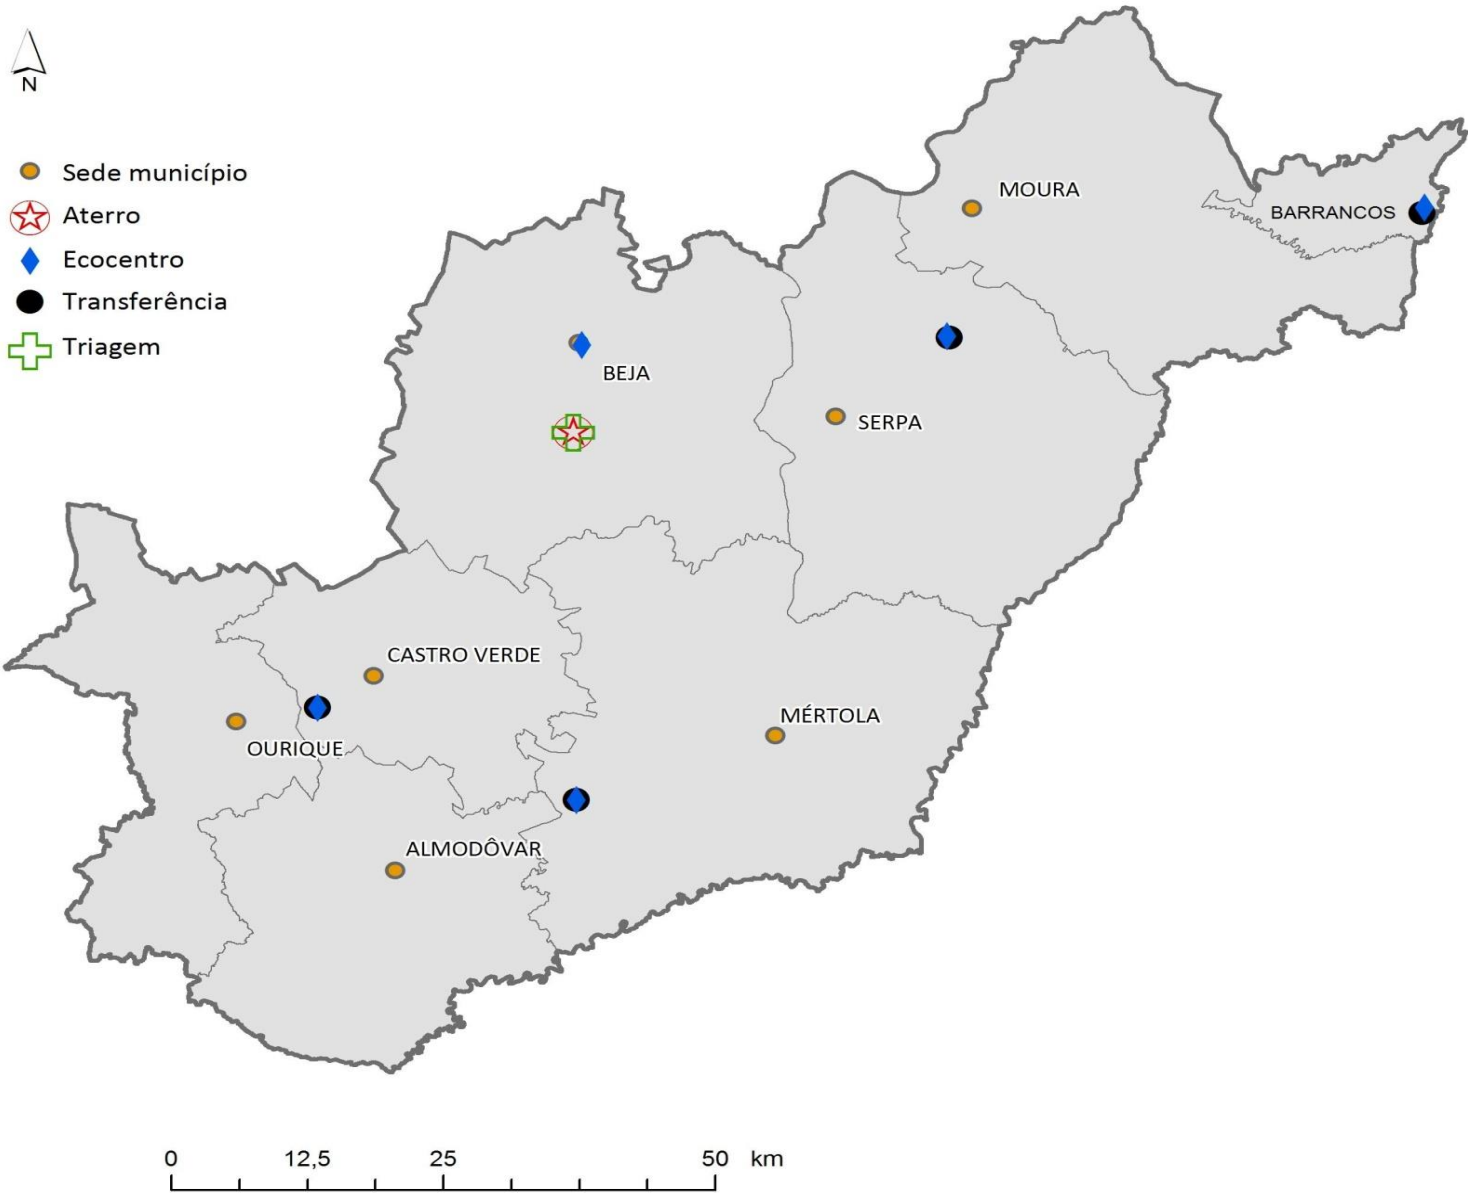 N
Sede município
Aterro
Ecocentro
Transferência
Triagem
MOURA
BARRANCOS
BEJA
SERPA
CASTRO VERDE
MÉRTOLA
OURIQUE
ALMODÔVAR
0 12,5 25 50 km